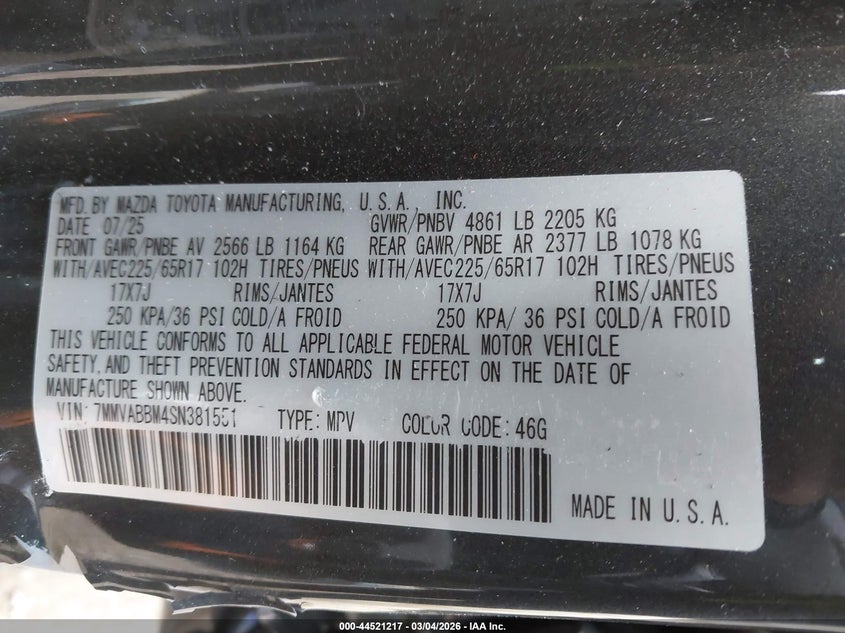 MFD. BY MAZDA TOYOTA MANUFACTURING, U.S.A., INC.
DATE 07/25 GVWR/PNBV 4861 LB 2205 KG
FRONT GAWR/PNBE AV 2566 LB 1164 KG REAR GAWR/PNBE AR 2377 LB 1078 KG
WITH/AVEC225/65R17 102H TIRES/PNEUS WITH/AVEC225/65R17 102H TIRES/PNEUS
17X7J RIMS/JANTES 17X7J RIMS/JANTES
250 KPA/36 PSI COLD/A FROID 250 KPA/ 36 PSI COLD/A FROID
THIS VEHICLE CONFORMS TO ALL APPLICABLE FEDERAL MOTOR VEHICLE
SAFETY, AND THEFT PREVENTION STANDARDS IN EFFECT ON THE DATE OF
MANUFACTURE SHOWN ABOVE.
VIN: 7MMVABBM4SN381551 TYPE: MPV COLOR CODE: 46G
MADE IN U.S.A.
000-44521217 - 03/04/2026 - IAA Inc.